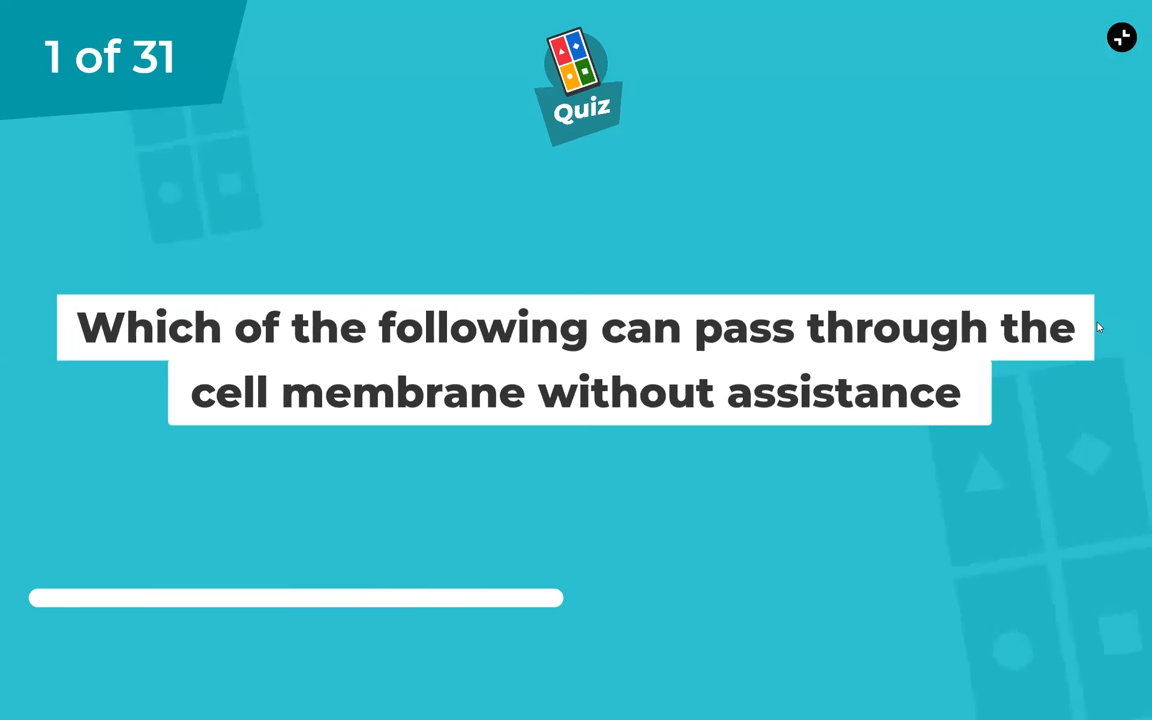 1 of 31
Quiz
Which of the following can pass through the
cell membrane without assistance